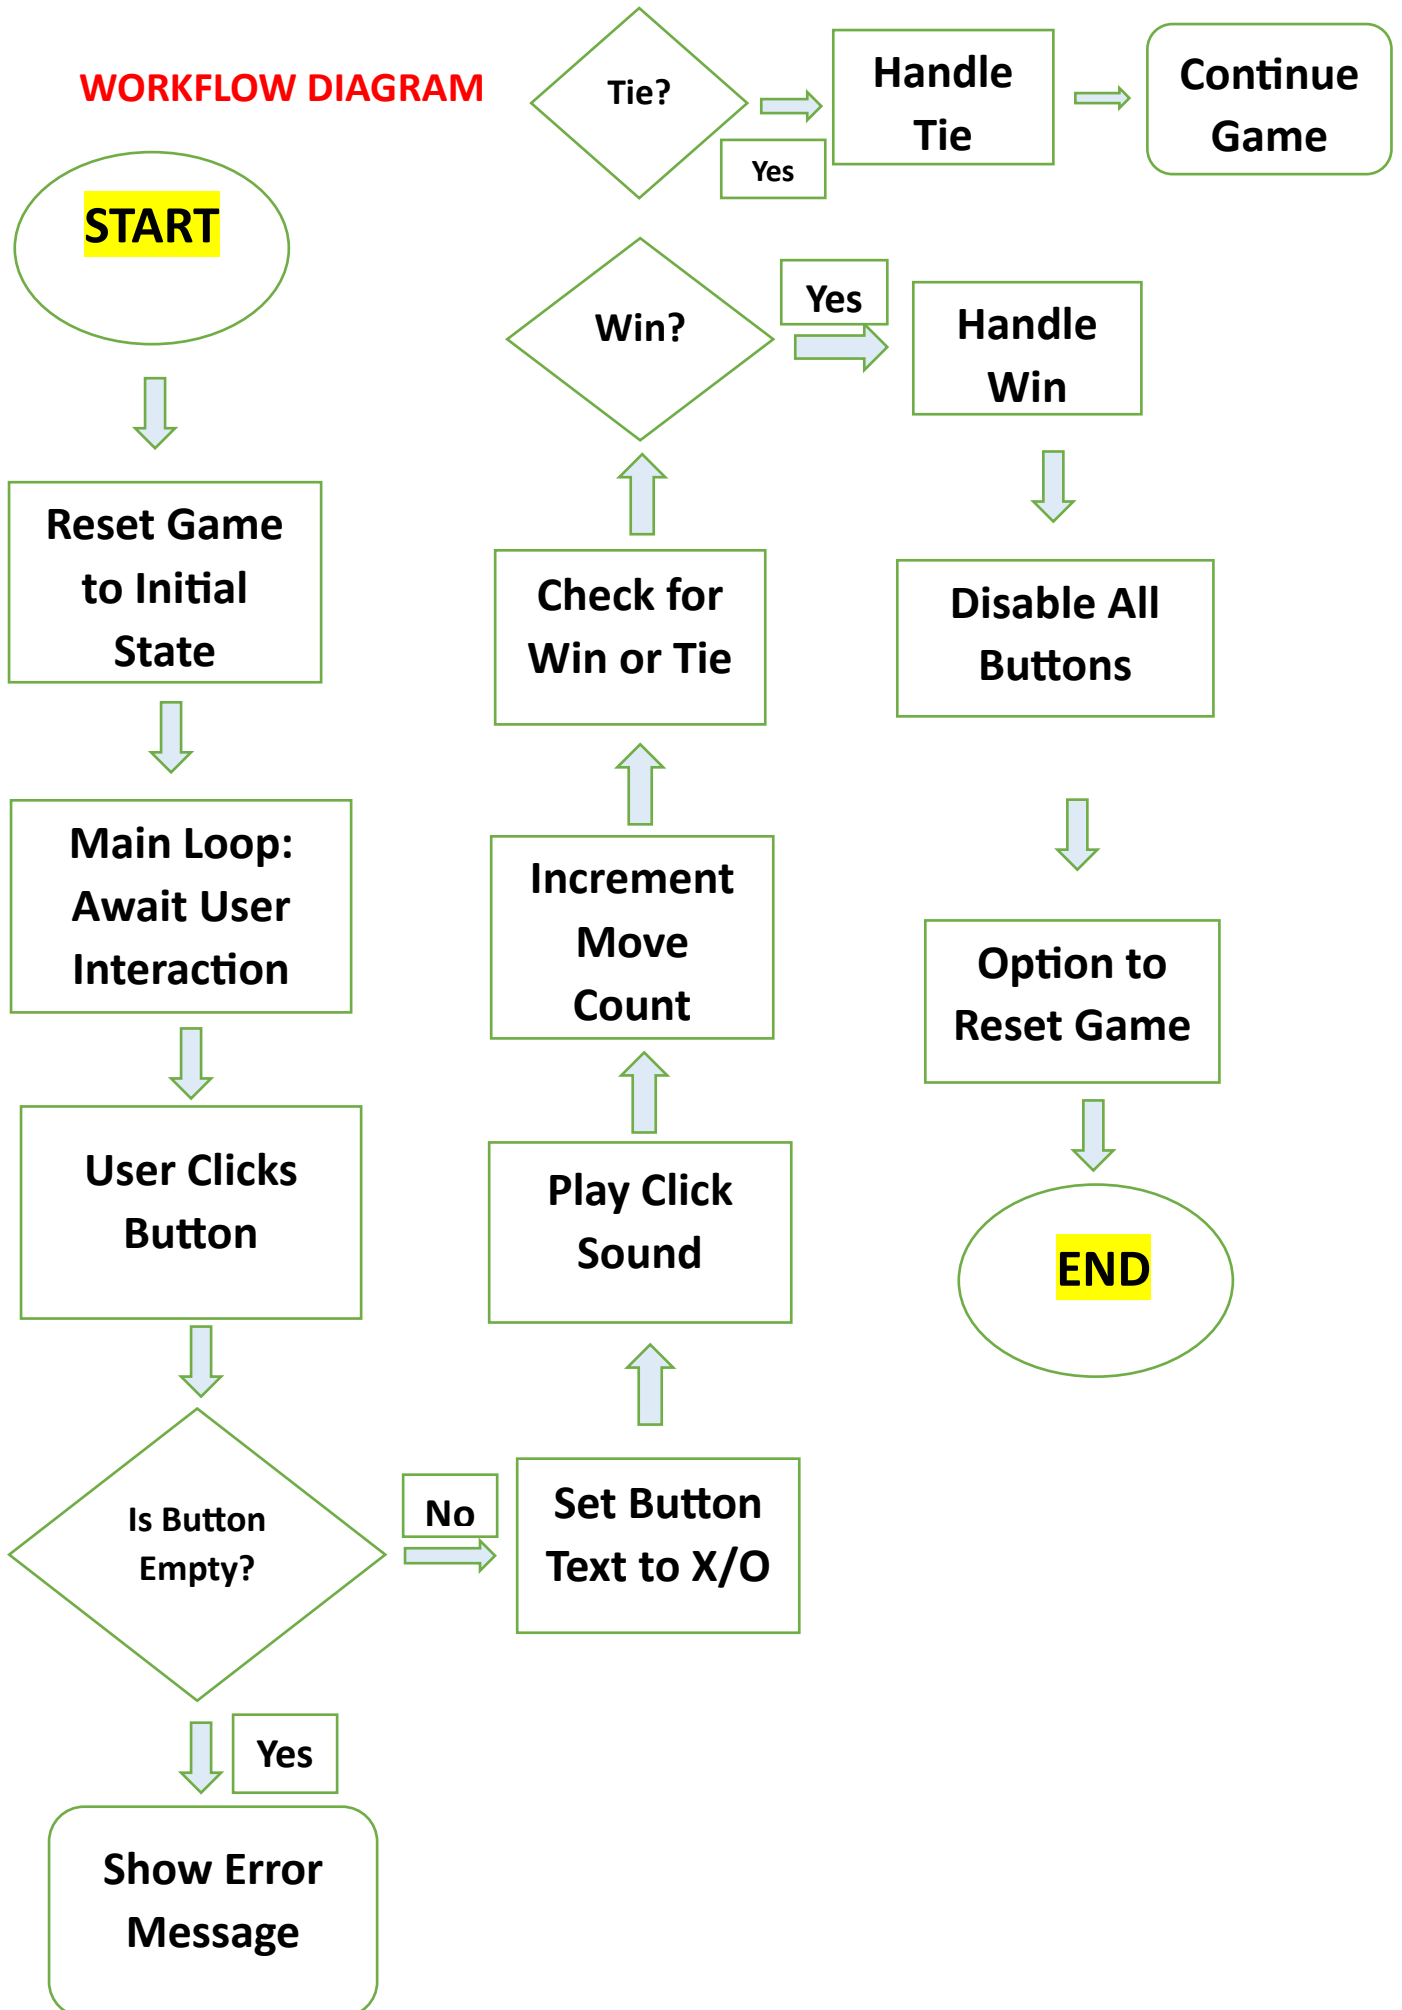 WORKFLOW DIAGRAM
START
Reset Game
to Initial
State
Main Loop:
Await User
Interaction
User Clicks
Button
Is Button
Empty?
No
Yes
Show Error
Message
Set Button
Text to X/O
Play Click
Sound
Increment
Move
Count
Check for
Win or Tie
Win?
Yes
Handle
Win
Disable All
Buttons
Option to
Reset Game
END
Tie?
Yes
Handle
Tie
Continue
Game